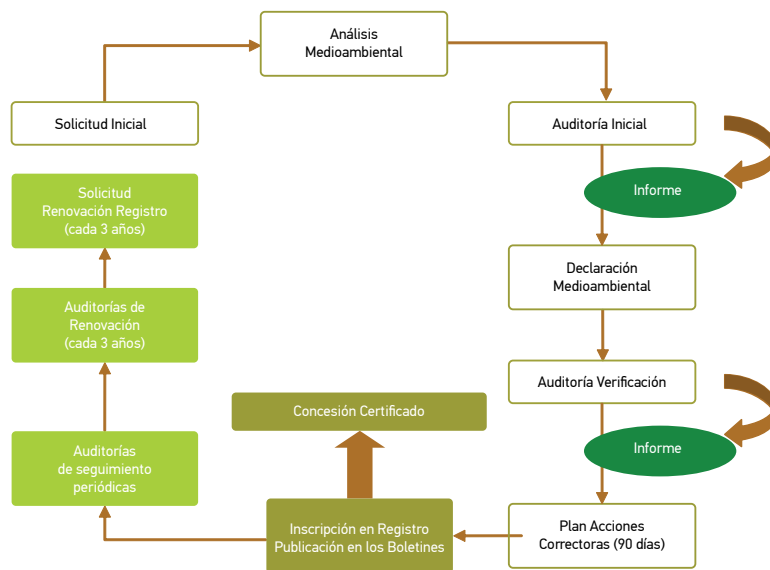 Análisis
Medioambiental
Solicitud Inicial
Auditoría Inicial
Informe
Solicitud
Renovación Registro
(cada 3 años)
Declaración
Medioambiental
Auditorías de
Renovación
(cada 3 años)
Auditoría Verificación
Concesión Certificado
Informe
Auditorías
de seguimiento
periódicas
Inscripción en Registro
Publicación en los Boletines
Plan Acciones
Correctoras (90 días)